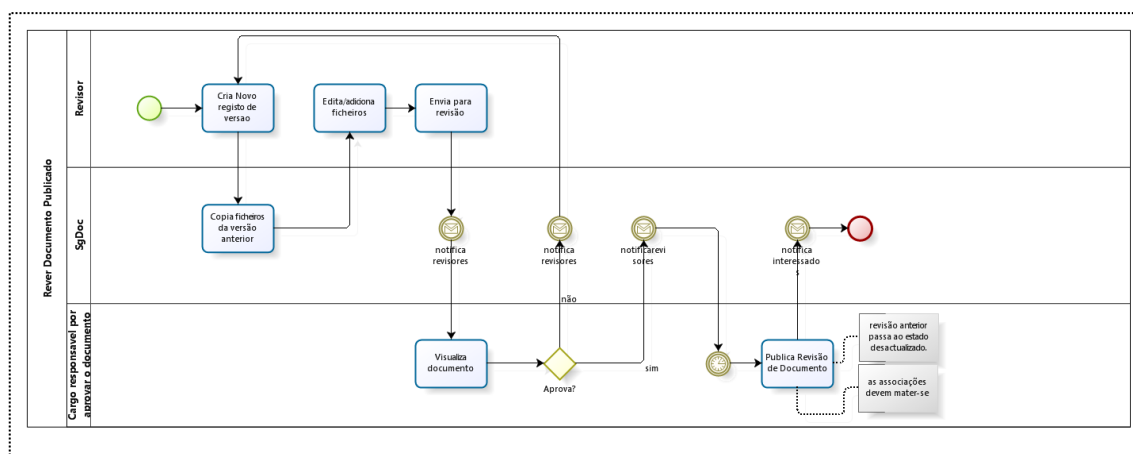 Rever Documento Publicado
Revisor
Cria Novo
registo de
versao
Edita/adiciona
ficheiros
Envia para
revisão
SgDoc
Copia ficheiros
da versão
anterior
notifica
revisores
notifica
revisores
notificarevi
sores
notifica
interessado
s
não
Cargo responsavel por
aprovar o documento
Visualiza
documento
Aprova?
sim
Publica Revisão
de Documento
revisão anterior
passa ao estado
desactualizado.
as associações
devem mater-se